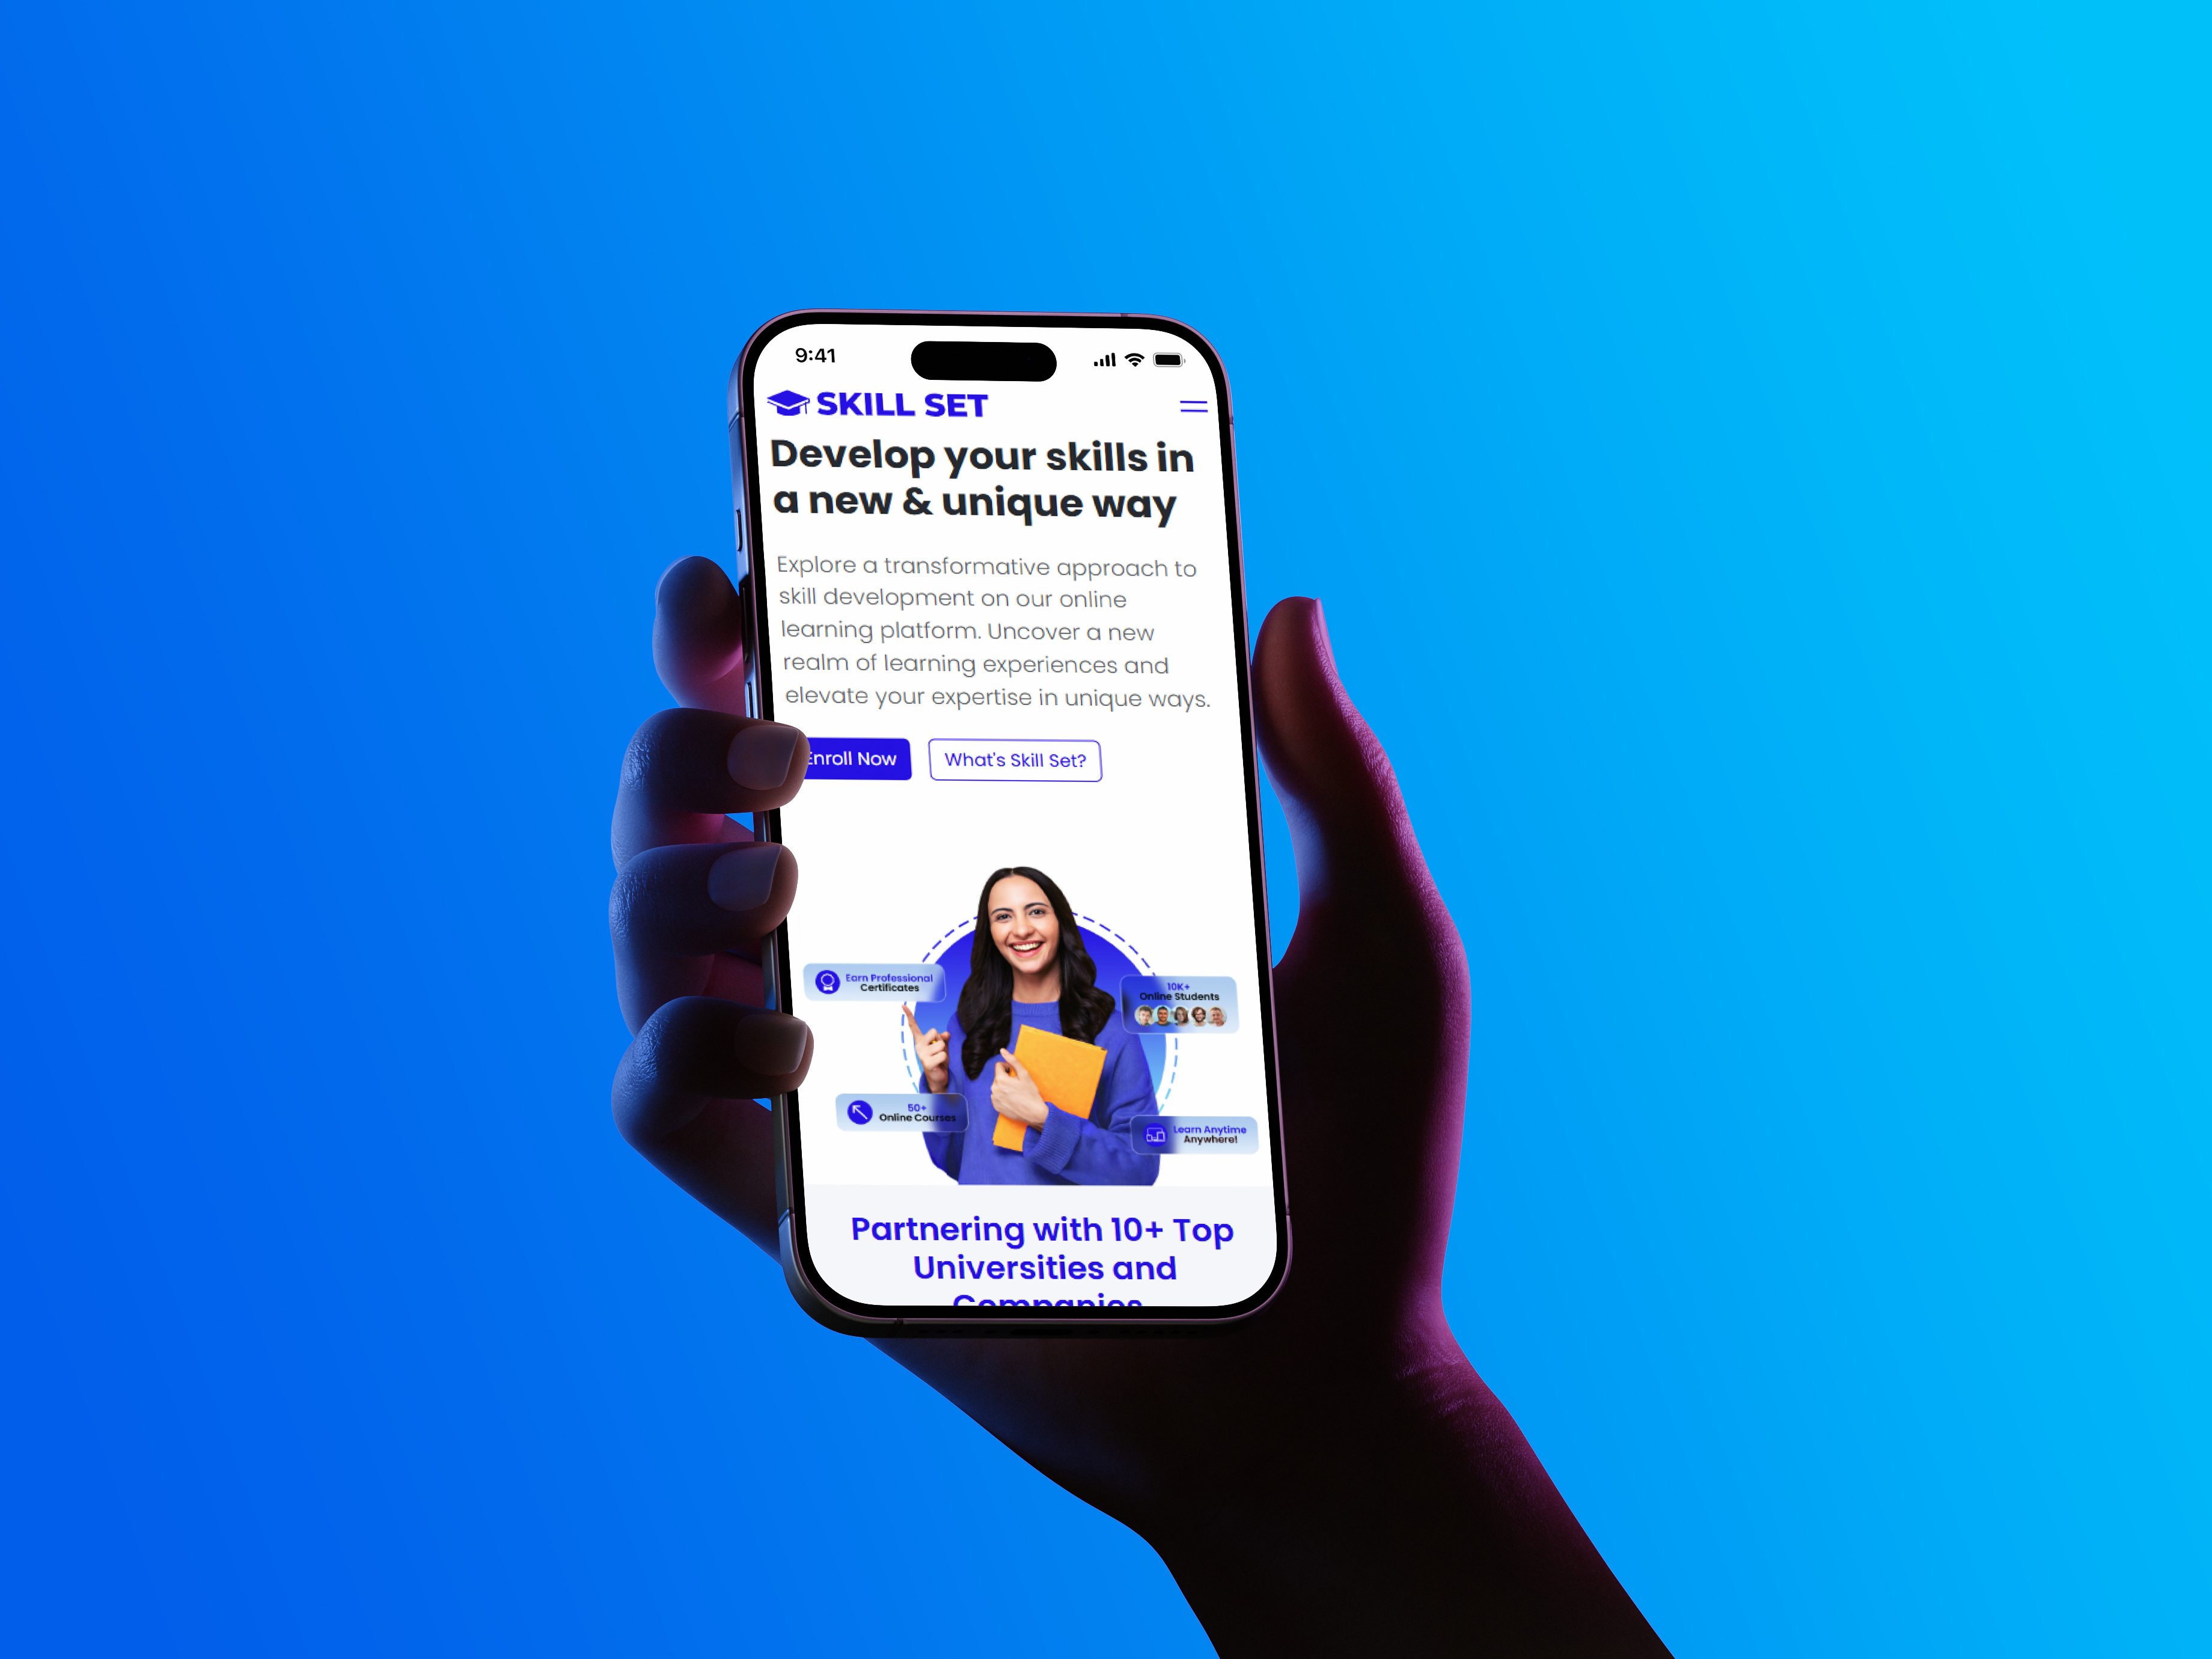 9:41
SKILL SET
Develop your skills in
a new & unique way
Explore a transformative approach to
skill development on our online
learning platform. Uncover a new
realm of learning experiences and
elevate your expertise in unique ways.
Enroll Now
What's Skill Set?
Earn Professional
Certificates
10K+
Online Students
50+
Online Courses
Learn Anytime
Anywhere!
Partnering with 10+ Top
Universities and
Companies